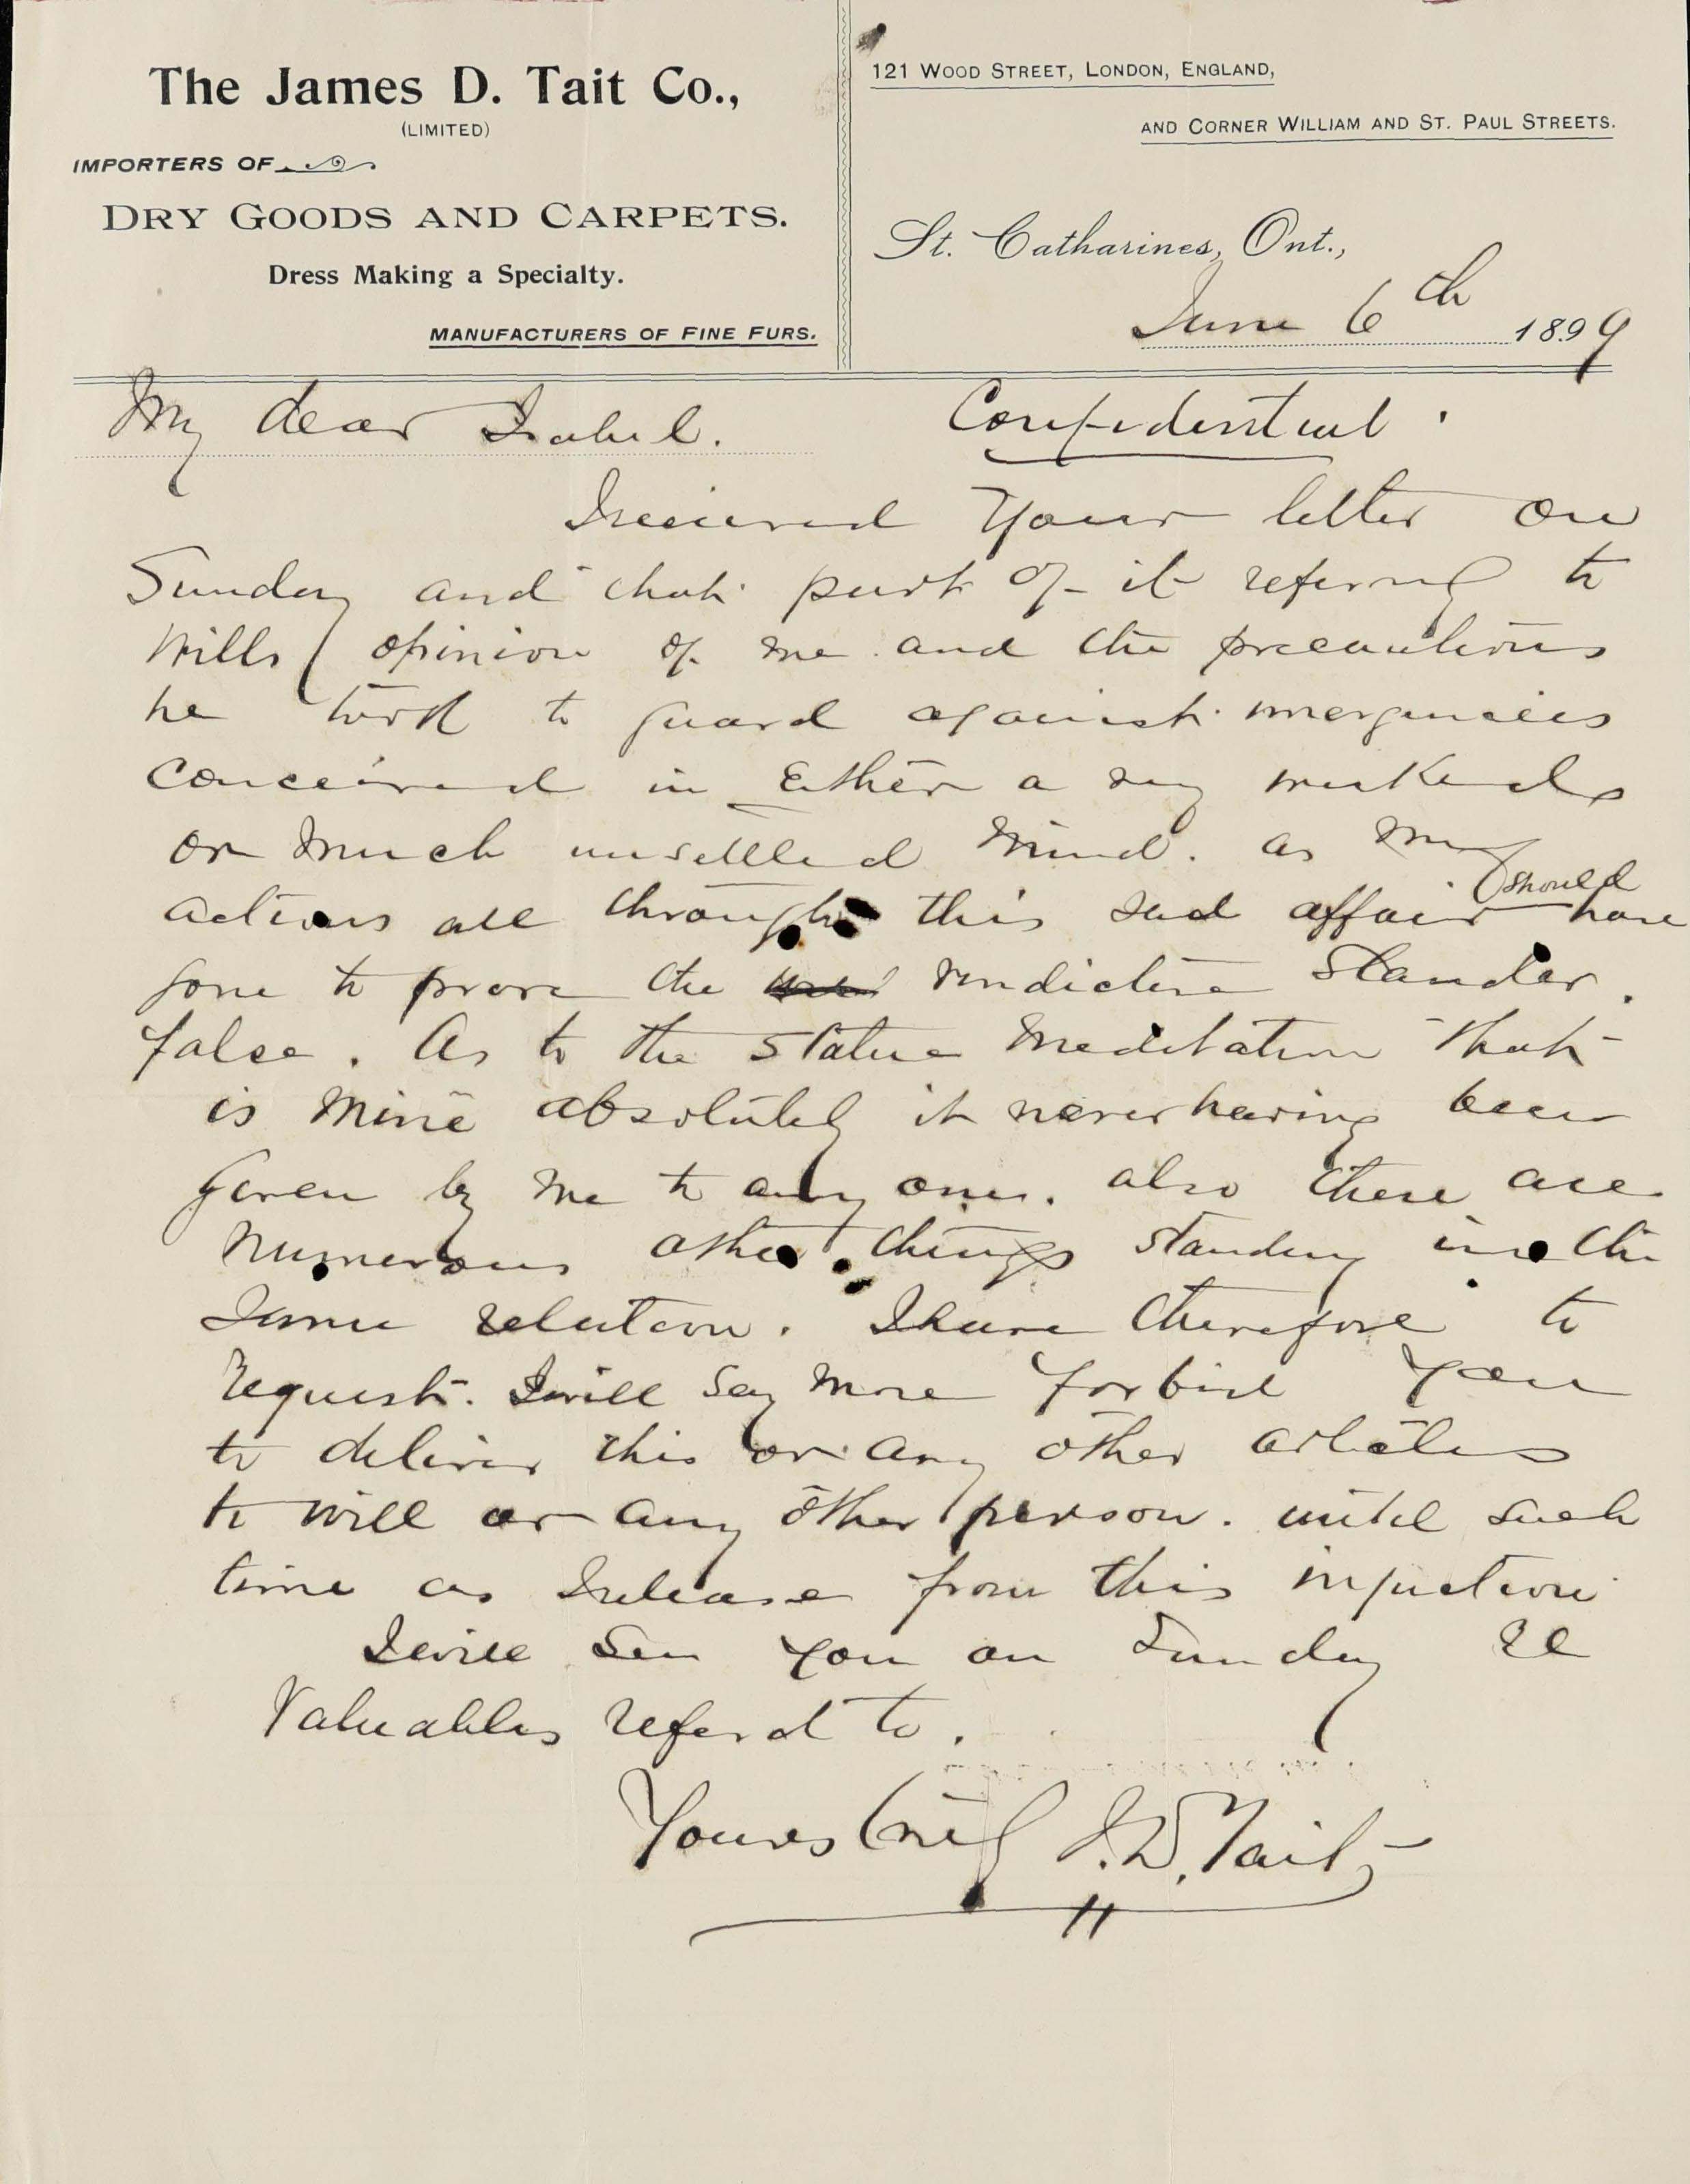 The James D. Tait Co.,
(LIMITED)
IMPORTERS OF
DRY GOODS AND CARPETS.
Dress Making a Specialty.
MANUFACTURERS OF FINE FURS.
121 WOOD STREET, LONDON, ENGLAND,
AND CORNER WILLIAM AND ST. PAUL STREETS.
St. Catharines, Ont.,
June 6th 1899
My dear Isabel. Confidential.
I received your letter on
Sunday and that part of it refering to
Wills opinion of me and the precautions
he took to guard against
conceived in Either a very
or much unsettled mind. as my
actions all through this sad affair should have
gone to prove the vindictive slander.
false. As to the statue Meditation that
is mine absolutely it never having been
given by me to any one. also there are
numerous other things standing in the
same relation. I have therefore to
request. I will say more forbid you
to deliver this or any other articles
to will or any other person. until such
time as I release from this injunction
I will see you on Sunday re
Valuables referd to.
Yours truly J.D. Tait